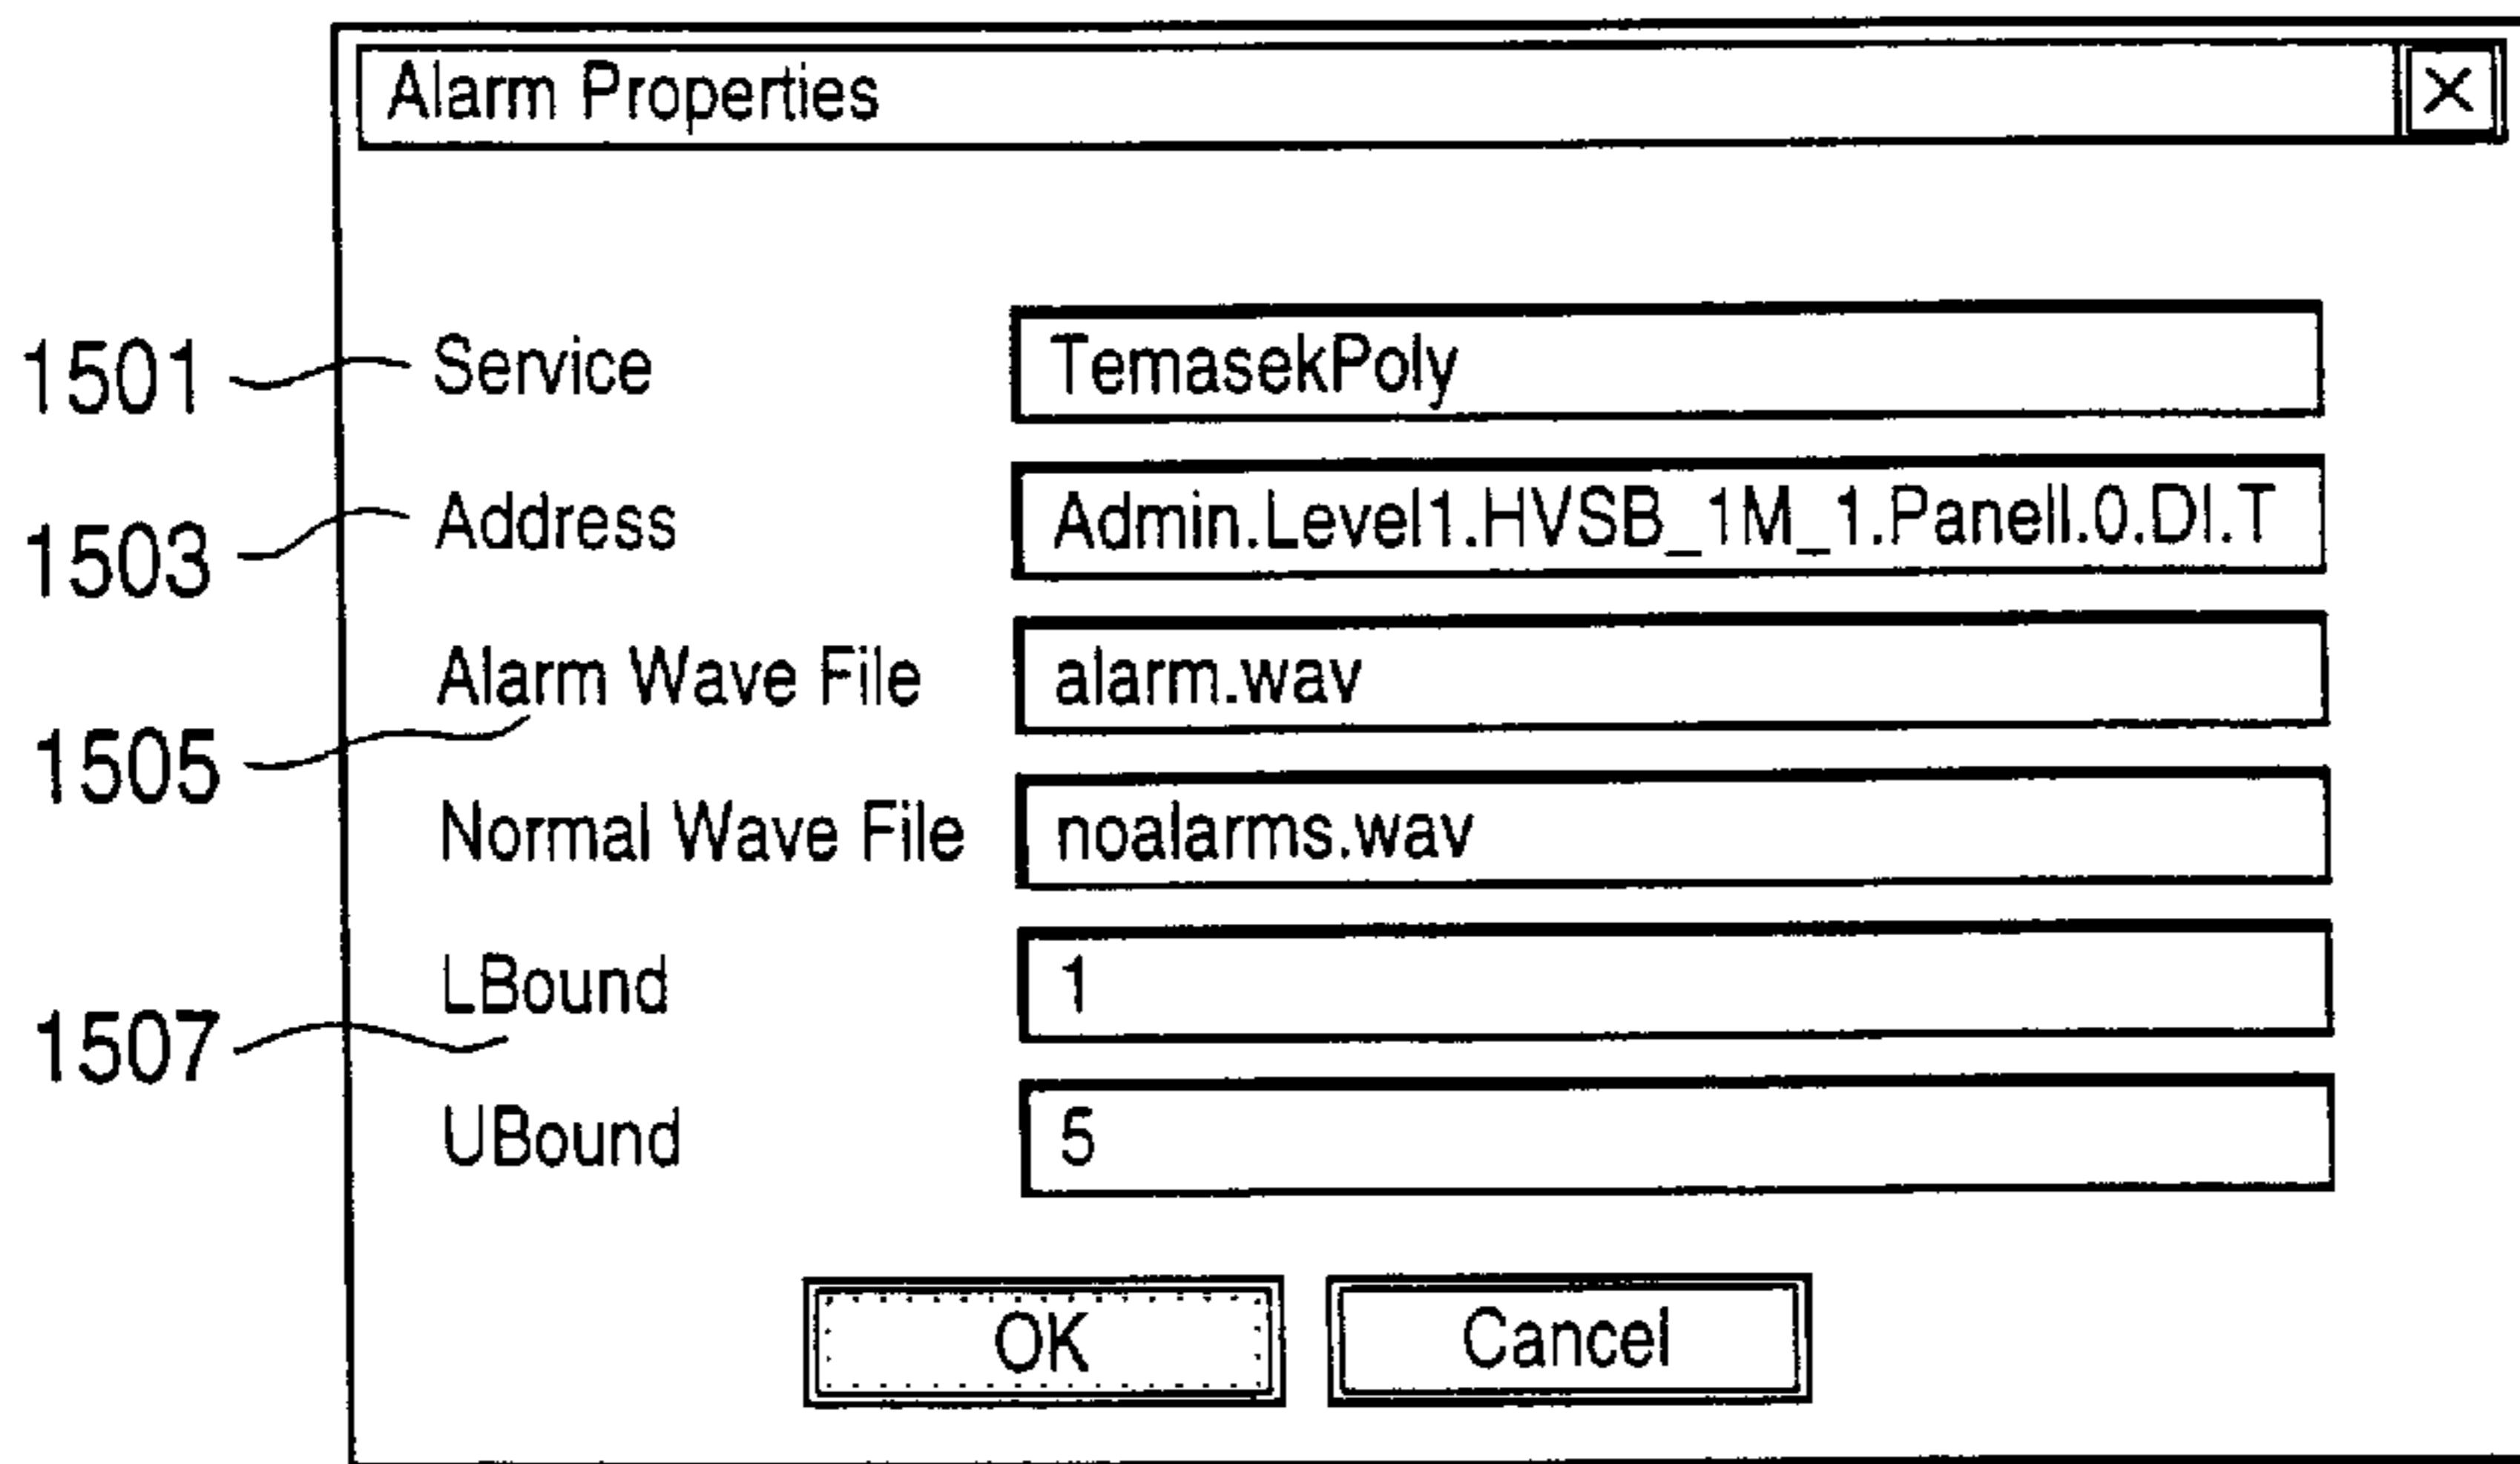 Alarm Properties X
1501 Service TemasekPoly
1503 Address Admin.Level1.HVSB_1M_1.Panell.0.DI.T
1505 Alarm Wave File alarm.wav
Normal Wave File noalarms.wav
LBound 1
1507
UBound 5
OK Cancel